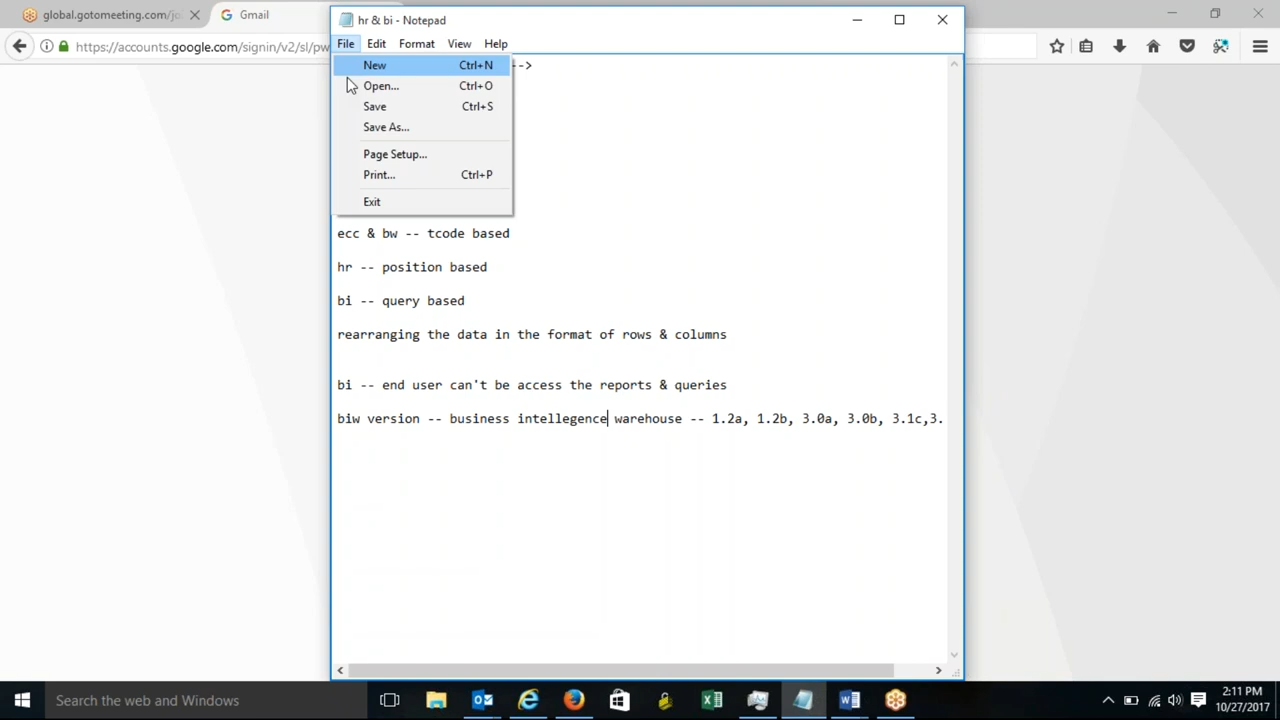 global.gotomeeting.com/jo
Gmail
hr & bi - Notepad
https://accounts.google.com/signin/v2/sl/pw
File Edit Format View Help
New Ctrl+N
-->
Open... Ctrl+O
Save Ctrl+S
Save As...
Page Setup...
Print... Ctrl+P
Exit
ecc & bw -- tcode based
hr -- position based
bi -- query based
rearranging the data in the format of rows & columns
bi -- end user can't be access the reports & queries
biw version -- business intellegence warehouse -- 1.2a, 1.2b, 3.0a, 3.0b, 3.1c,3.
Search the web and Windows
2:11 PM
10/27/2017